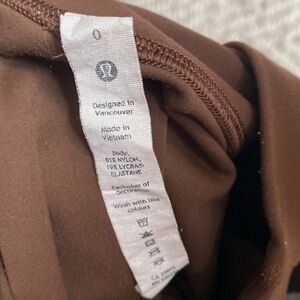 0
Designed in
Vancouver
Made in
Vietnam
Body:
81% NYLON,
19% LYCRA®
ELASTANE
Exclusive of
decoration
Wash with like
colours